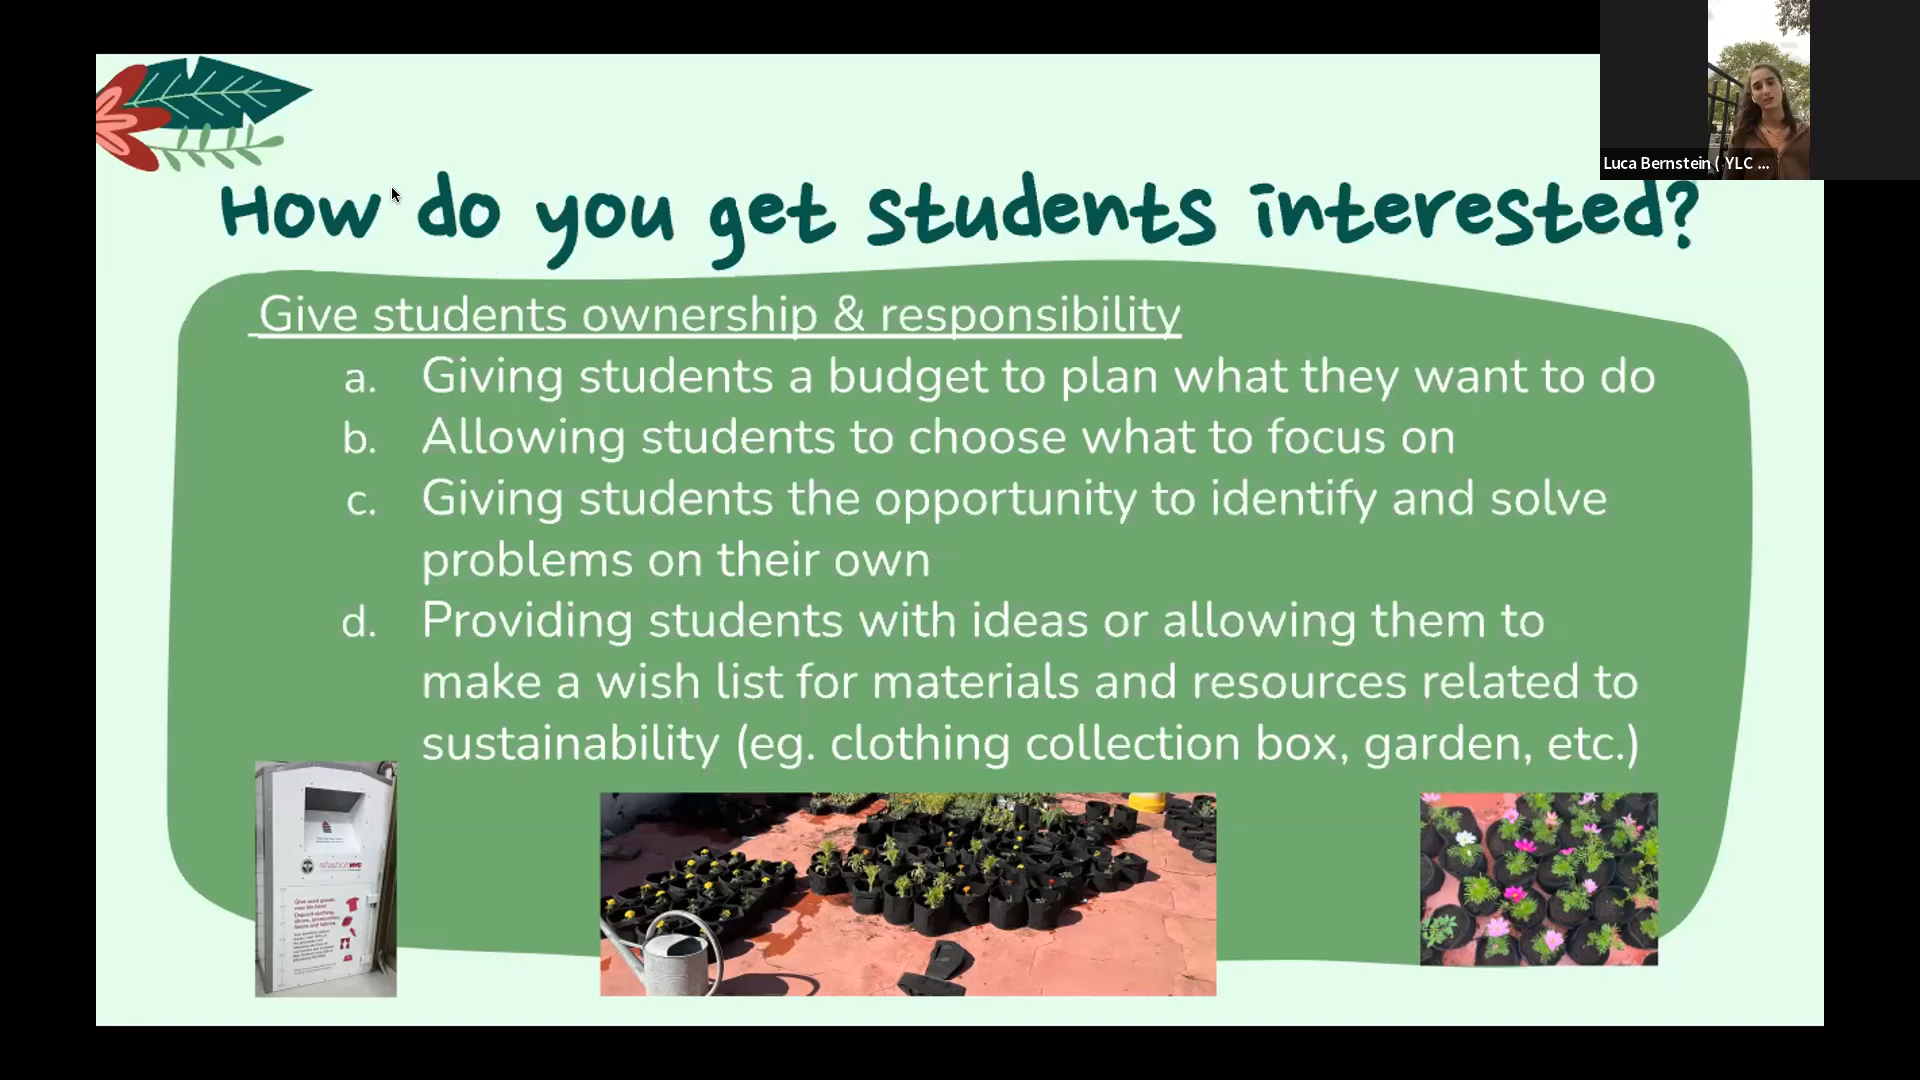 Luca Bernstein ( YLC ...
How do you get students interested?
Give students ownership & responsibility
a. Giving students a budget to plan what they want to do
b. Allowing students to choose what to focus on
c. Giving students the opportunity to identify and solve
problems on their own
d. Providing students with ideas or allowing them to
make a wish list for materials and resources related to
sustainability (eg. clothing collection box, garden, etc.)